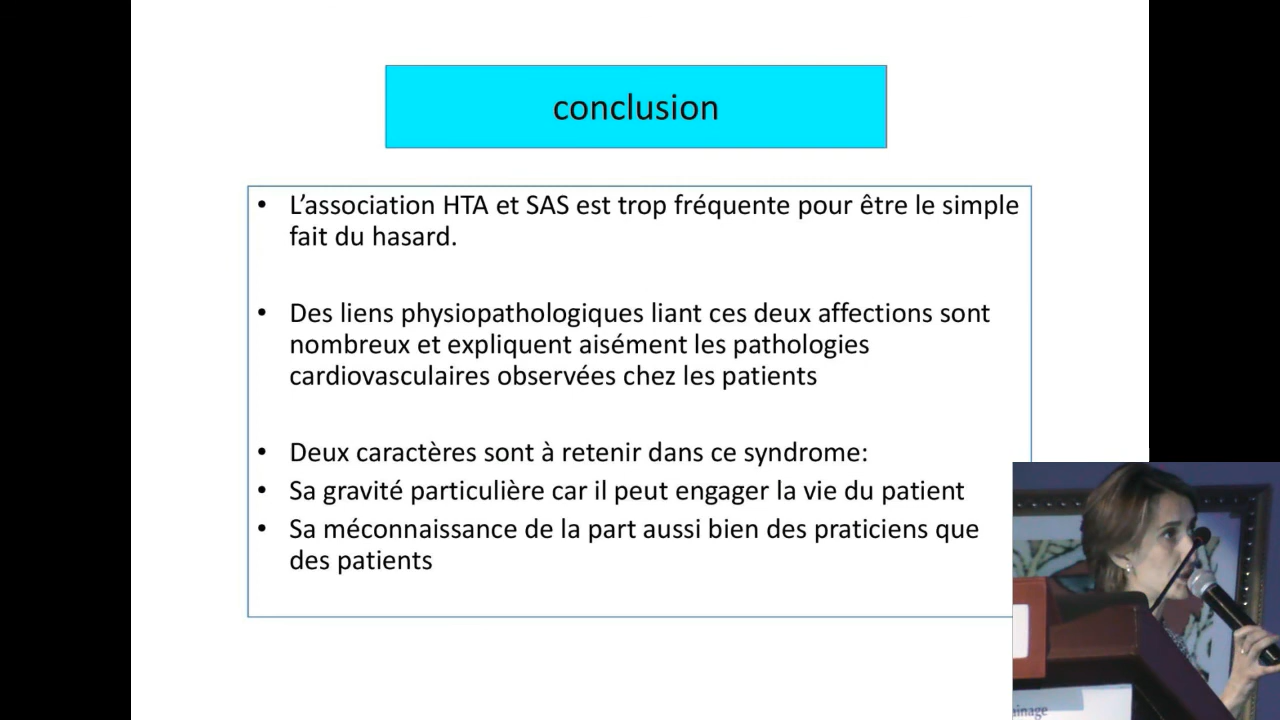 conclusion
• L’association HTA et SAS est trop fréquente pour être le simple
fait du hasard.
• Des liens physiopathologiques liant ces deux affections sont
nombreux et expliquent aisément les pathologies
cardiovasculaires observées chez les patients
• Deux caractères sont à retenir dans ce syndrome:
• Sa gravité particulière car il peut engager la vie du patient
• Sa méconnaissance de la part aussi bien des praticiens que
des patients